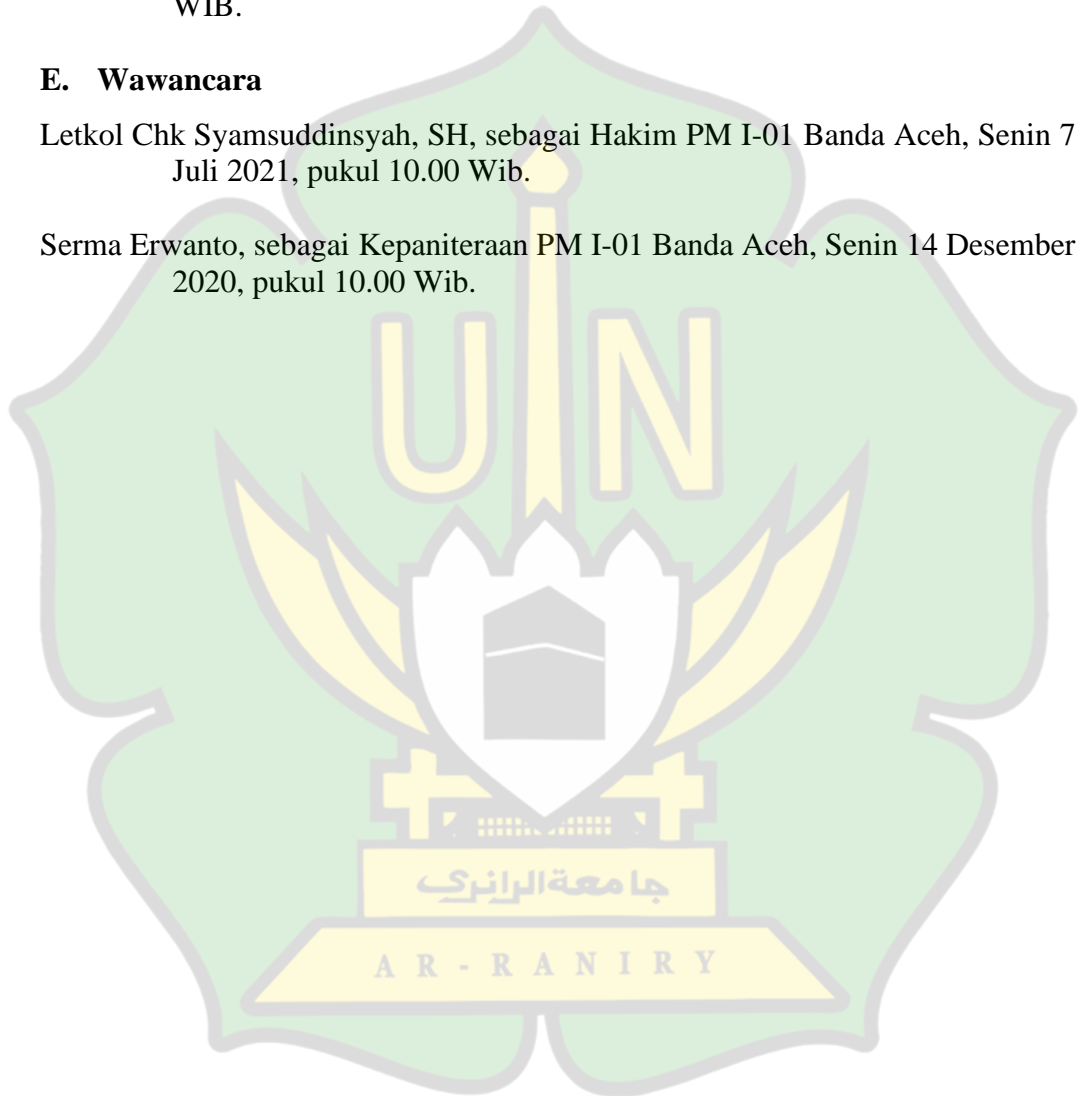 WIB.
E. Wawancara
Letkol Chk Syamsuddinsyah, SH, sebagai Hakim PM I-01 Banda Aceh, Senin 7
Juli 2021, pukul 10.00 Wib.
Serma Erwanto, sebagai Kepaniteraan PM I-01 Banda Aceh, Senin 14 Desember
2020, pukul 10.00 Wib.
UIN
جامعة الرانري
AR-RANIRY